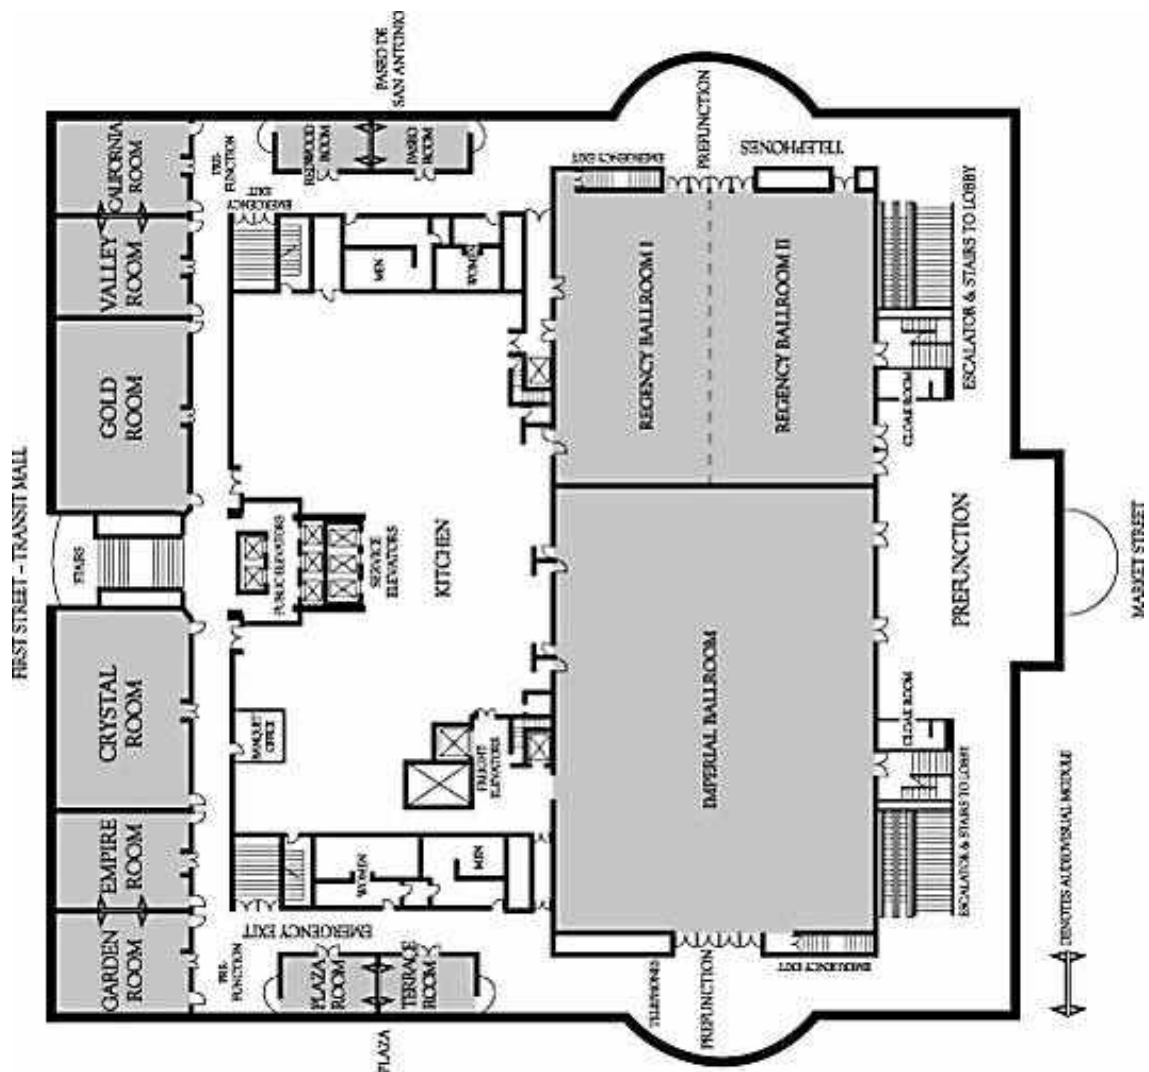 PASEO DE
SAN ANTONIO
CALIFORNIA
ROOM
PRE-
FUNCTION
REDWOOD
ROOM
PASEO
ROOM
EMERGENCY EXIT
PREFUNCTION
TELEPHONES
EMERGENCY
EXIT
VALLEY
ROOM
MEN
WOMEN
REGENCY BALLROOM I
REGENCY BALLROOM II
ESCALATOR & STAIRS TO LOBBY
GOLD
ROOM
CLOAK ROOM
FIRST STREET – TRANSIT MALL
STAIRS
PUBLIC ELEVATORS
SERVICE
ELEVATORS
KITCHEN
PREFUNCTION
MARKET STREET
CRYSTAL
ROOM
BANQUET
OFFICE
FREIGHT
ELEVATORS
IMPERIAL BALLROOM
CLOAK ROOM
ESCALATOR & STAIRS TO LOBBY
EMPIRE
ROOM
WOMEN
MEN
EMERGENCY EXIT
GARDEN
ROOM
PRE-
FUNCTION
PLAZA
ROOM
TERRACE
ROOM
TELEPHONES
PREFUNCTION
EMERGENCY EXIT
DENOTES AUDIOVISUAL MODULE
PLAZA